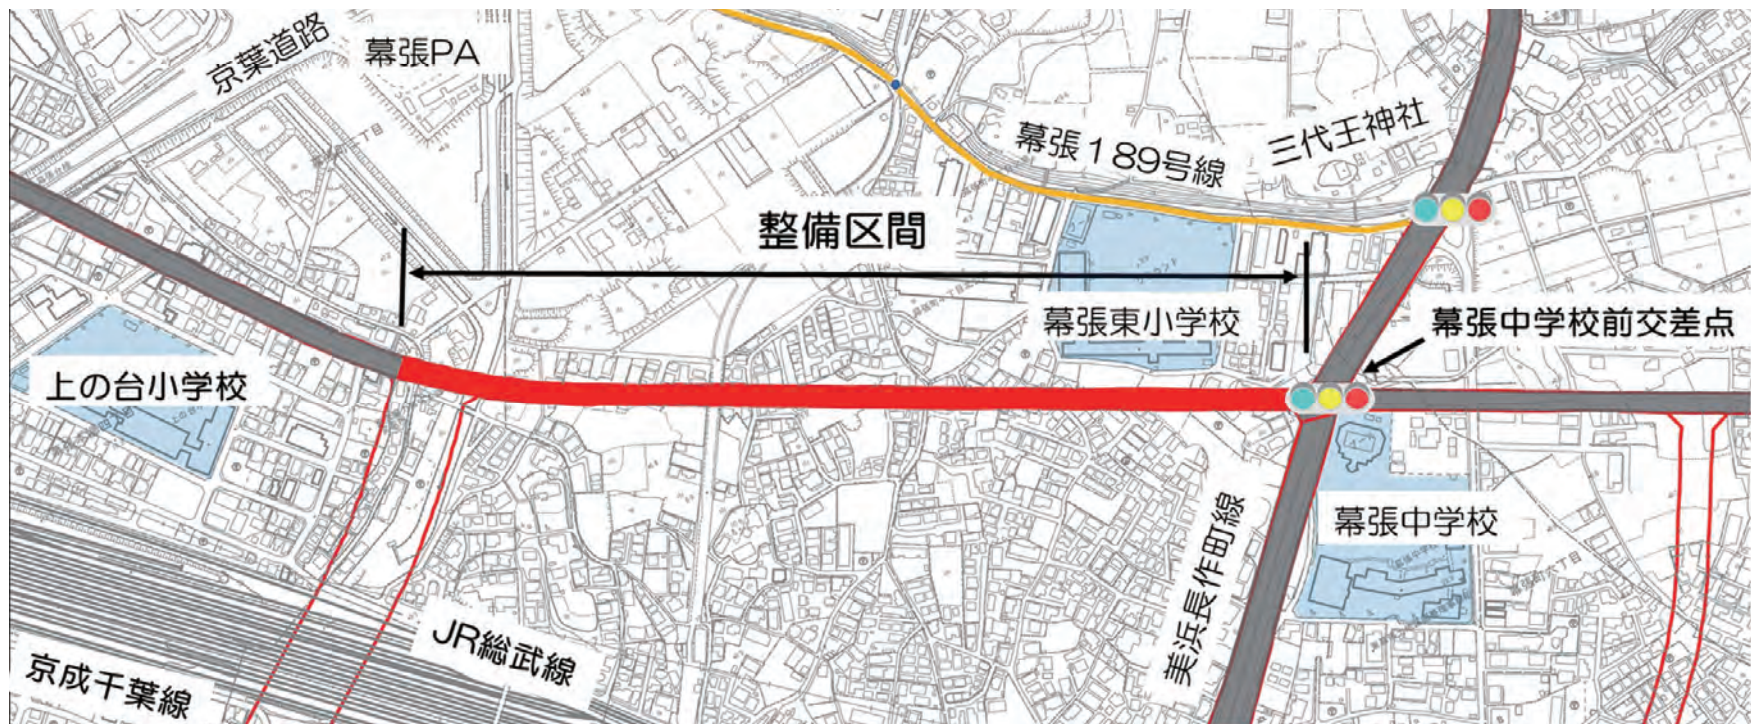 京葉道路
幕張PA
三代王神社
幕張189号線
整備区間
幕張中学校前交差点
幕張東小学校
上の台小学校
幕張中学校
美浜長作町線
JR総武線
京成千葉線